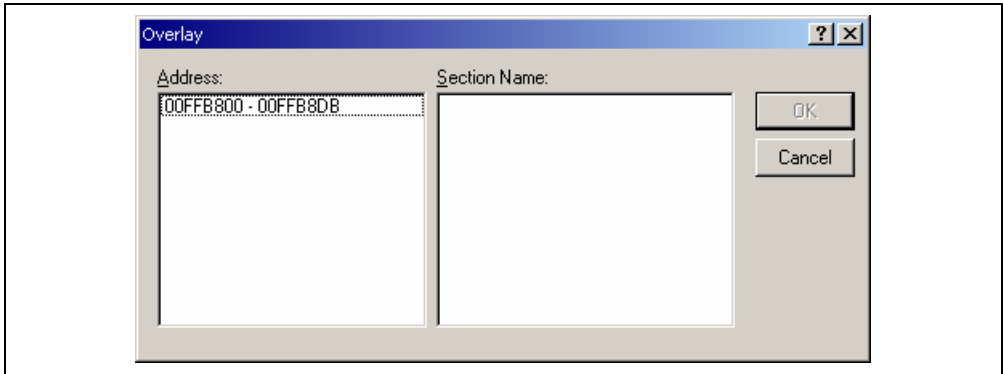 Overlay
Address:
Section Name:
00FFB800 - 00FFB8DB
OK
Cancel